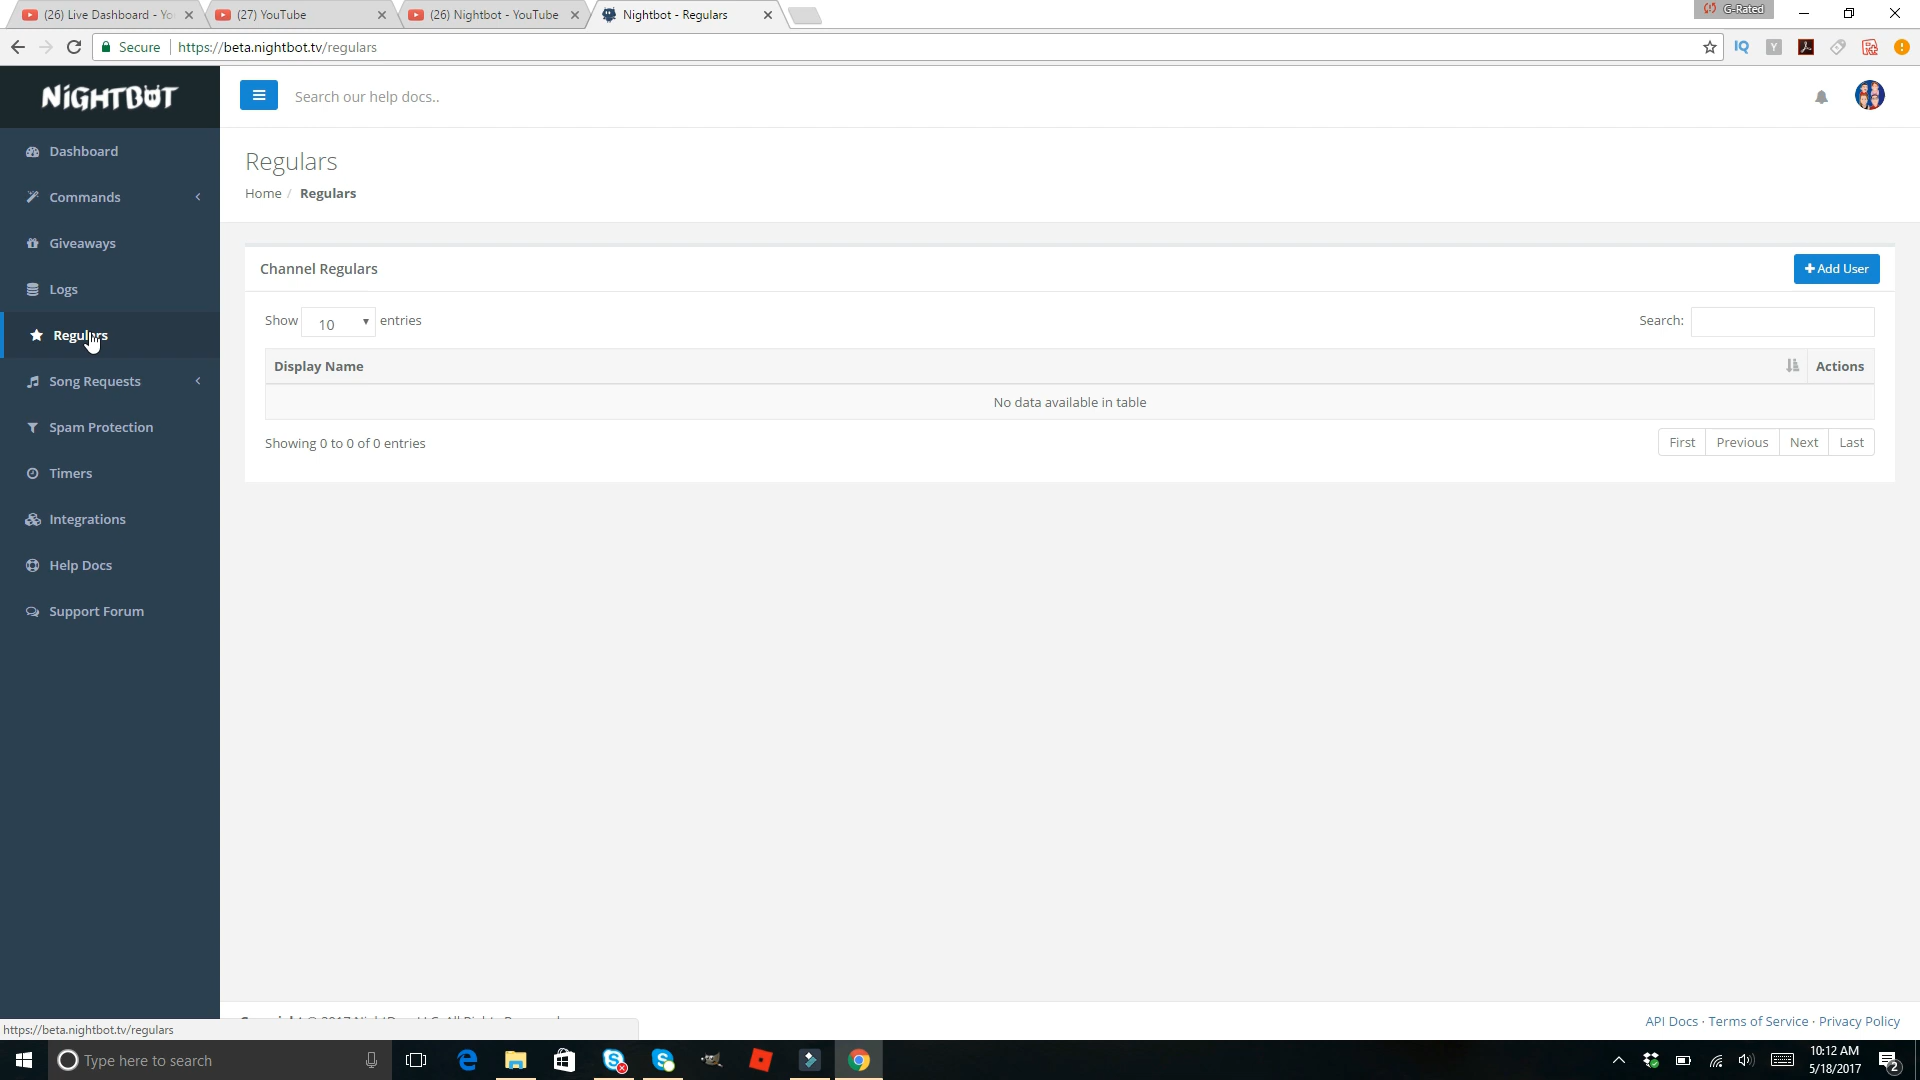 (26) Live Dashboard - Yo
(27) YouTube
(26) Nightbot - YouTube
Nightbot - Regulars
G-Rated
Secure
https://beta.nightbot.tv/regulars
IQ
Y
NIGHTBOT
Search our help docs..
Dashboard
Commands
Giveaways
Logs
Regulars
Song Requests
Spam Protection
Timers
Integrations
Help Docs
Support Forum
Regulars
Home / Regulars
Channel Regulars
Add User
Show 10 entries
Search:
Display Name
Actions
No data available in table
Showing 0 to 0 of 0 entries
First Previous Next Last
API Docs · Terms of Service · Privacy Policy
https://beta.nightbot.tv/regulars
Type here to search
10:12 AM
5/18/2017
2